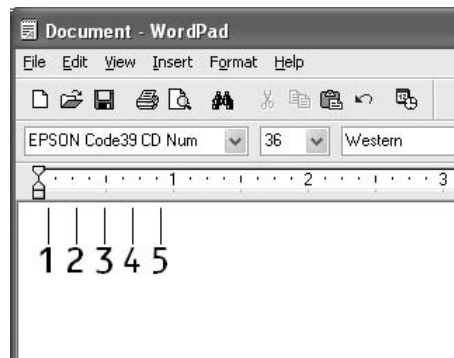 Document - WordPad
File Edit View Insert Format Help
EPSON Code39 CD Num 36 Western
1 2 3
1 2 3 4 5